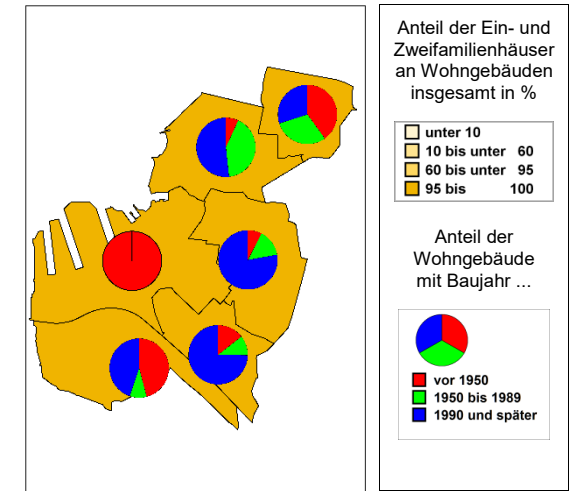 Anteil der Ein- und
Zweifamilienhäuser
an Wohngebäuden
insgesamt in %
unter 10
10 bis unter 60
60 bis unter 95
95 bis 100
Anteil der
Wohngebäude
mit Baujahr ...
vor 1950
1950 bis 1989
1990 und später